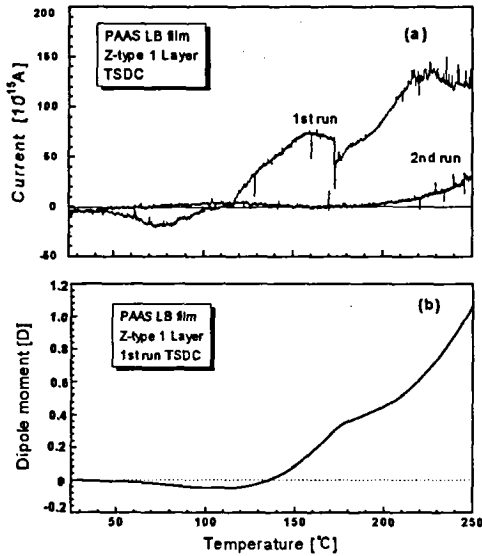 200
(a)
PAAS LB film
Z-type 1 Layer
TSDC
150
1st run
100
50
2nd run
0
-50
Current [10¹⁵A]
1.2
(b)
PAAS LB film
Z-type 1 Layer
1st run TSDC
1.0
0.8
0.6
0.4
0.2
0
-0.2
Dipole moment [D]
50
100
150
200
250
Temperature [℃]